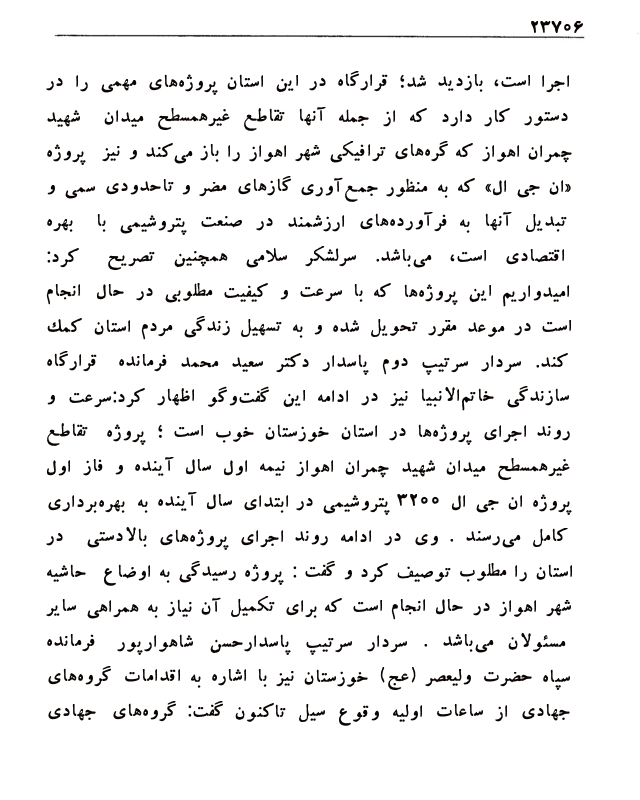 ۲۳۷۰۶
اجرا است، بازدید شد؛ قرارگاه در این استان پروژه‌های مهمی را در
دستور کار دارد که از جمله آنها تقاطع غیرهمسطح میدان شهید
چمران اهواز که گره‌های ترافیکی شهر اهواز را باز می‌کند و نیز پروژه
«ان جی ال» که به منظور جمع‌آوری گازهای مضر و تاحدودی سمی و
تبدیل آنها به فرآورده‌های ارزشمند در صنعت پتروشیمی با بهره
اقتصادی است، می‌باشد. سرلشکر سلامی همچنین تصریح کرد:
امیدواریم این پروژه‌ها که با سرعت و کیفیت مطلوبی در حال انجام
است در موعد مقرر تحویل شده و به تسهیل زندگی مردم استان کمك
کند. سردار سرتیپ دوم پاسدار دکتر سعید محمد فرمانده قرارگاه
سازندگی خاتم‌الانبیا نیز در ادامه این گفت‌وگو اظهار کرد:سرعت و
روند اجرای پروژه‌ها در استان خوزستان خوب است ؛ پروژه تقاطع
غیرهمسطح میدان شهید چمران اهواز نیمه اول سال آینده و فاز اول
پروژه ان جی ال ۳۲۰۰ پتروشیمی در ابتدای سال آینده به بهره‌برداری
کامل می‌رسند . وی در ادامه روند اجرای پروژه‌های بالادستی در
استان را مطلوب توصیف کرد و گفت : پروژه رسیدگی به اوضاع حاشیه
شهر اهواز در حال انجام است که برای تکمیل آن نیاز به همراهی سایر
مسئولان می‌باشد . سردار سرتیپ پاسدارحسن شاهوارپور فرمانده
سپاه حضرت ولیعصر (عج) خوزستان نیز با اشاره به اقدامات گروه‌های
جهادی از ساعات اولیه وقوع سیل تاکنون گفت: گروه‌های جهادی